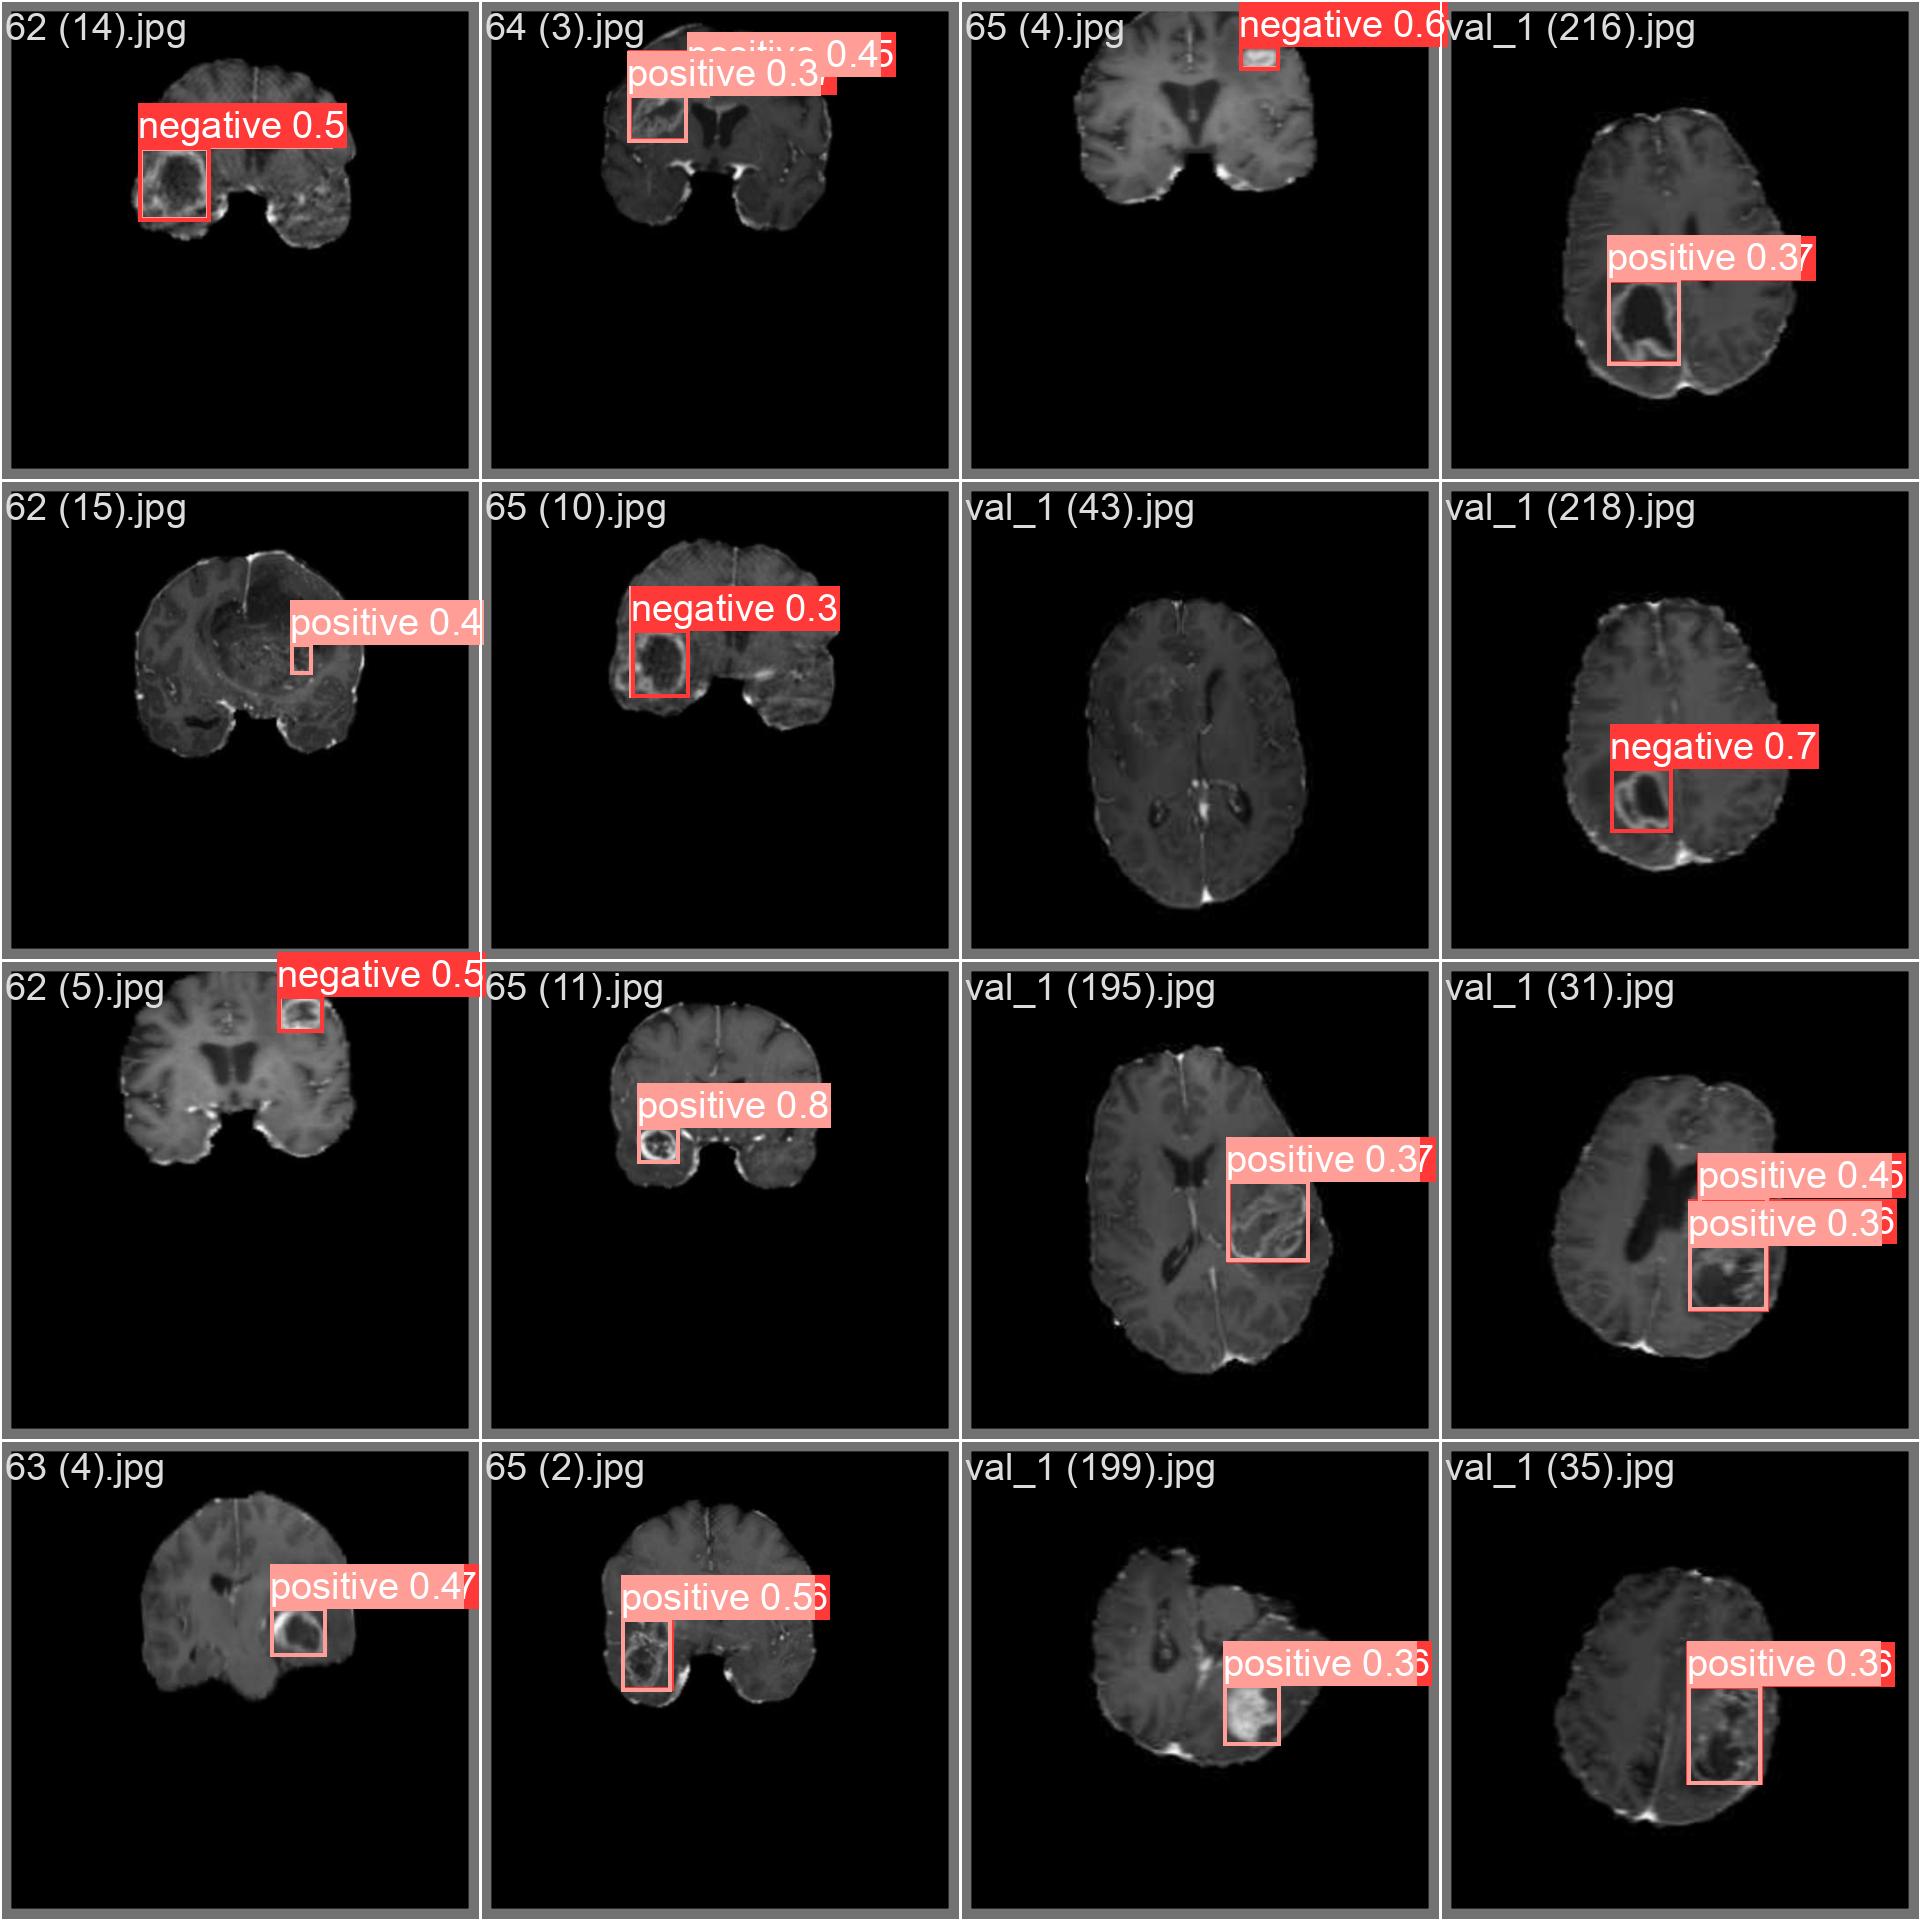 62 (14).jpg
negative 0.5
64 (3).jpg
positive 0.45
positive 0.3
65 (4).jpg
negative 0.6
val_1 (216).jpg
positive 0.37
62 (15).jpg
positive 0.4
65 (10).jpg
negative 0.3
val_1 (43).jpg
val_1 (218).jpg
negative 0.7
62 (5).jpg
negative 0.5
65 (11).jpg
positive 0.8
val_1 (195).jpg
positive 0.37
val_1 (31).jpg
positive 0.45
positive 0.36
63 (4).jpg
positive 0.47
65 (2).jpg
positive 0.56
val_1 (199).jpg
positive 0.36
val_1 (35).jpg
positive 0.36